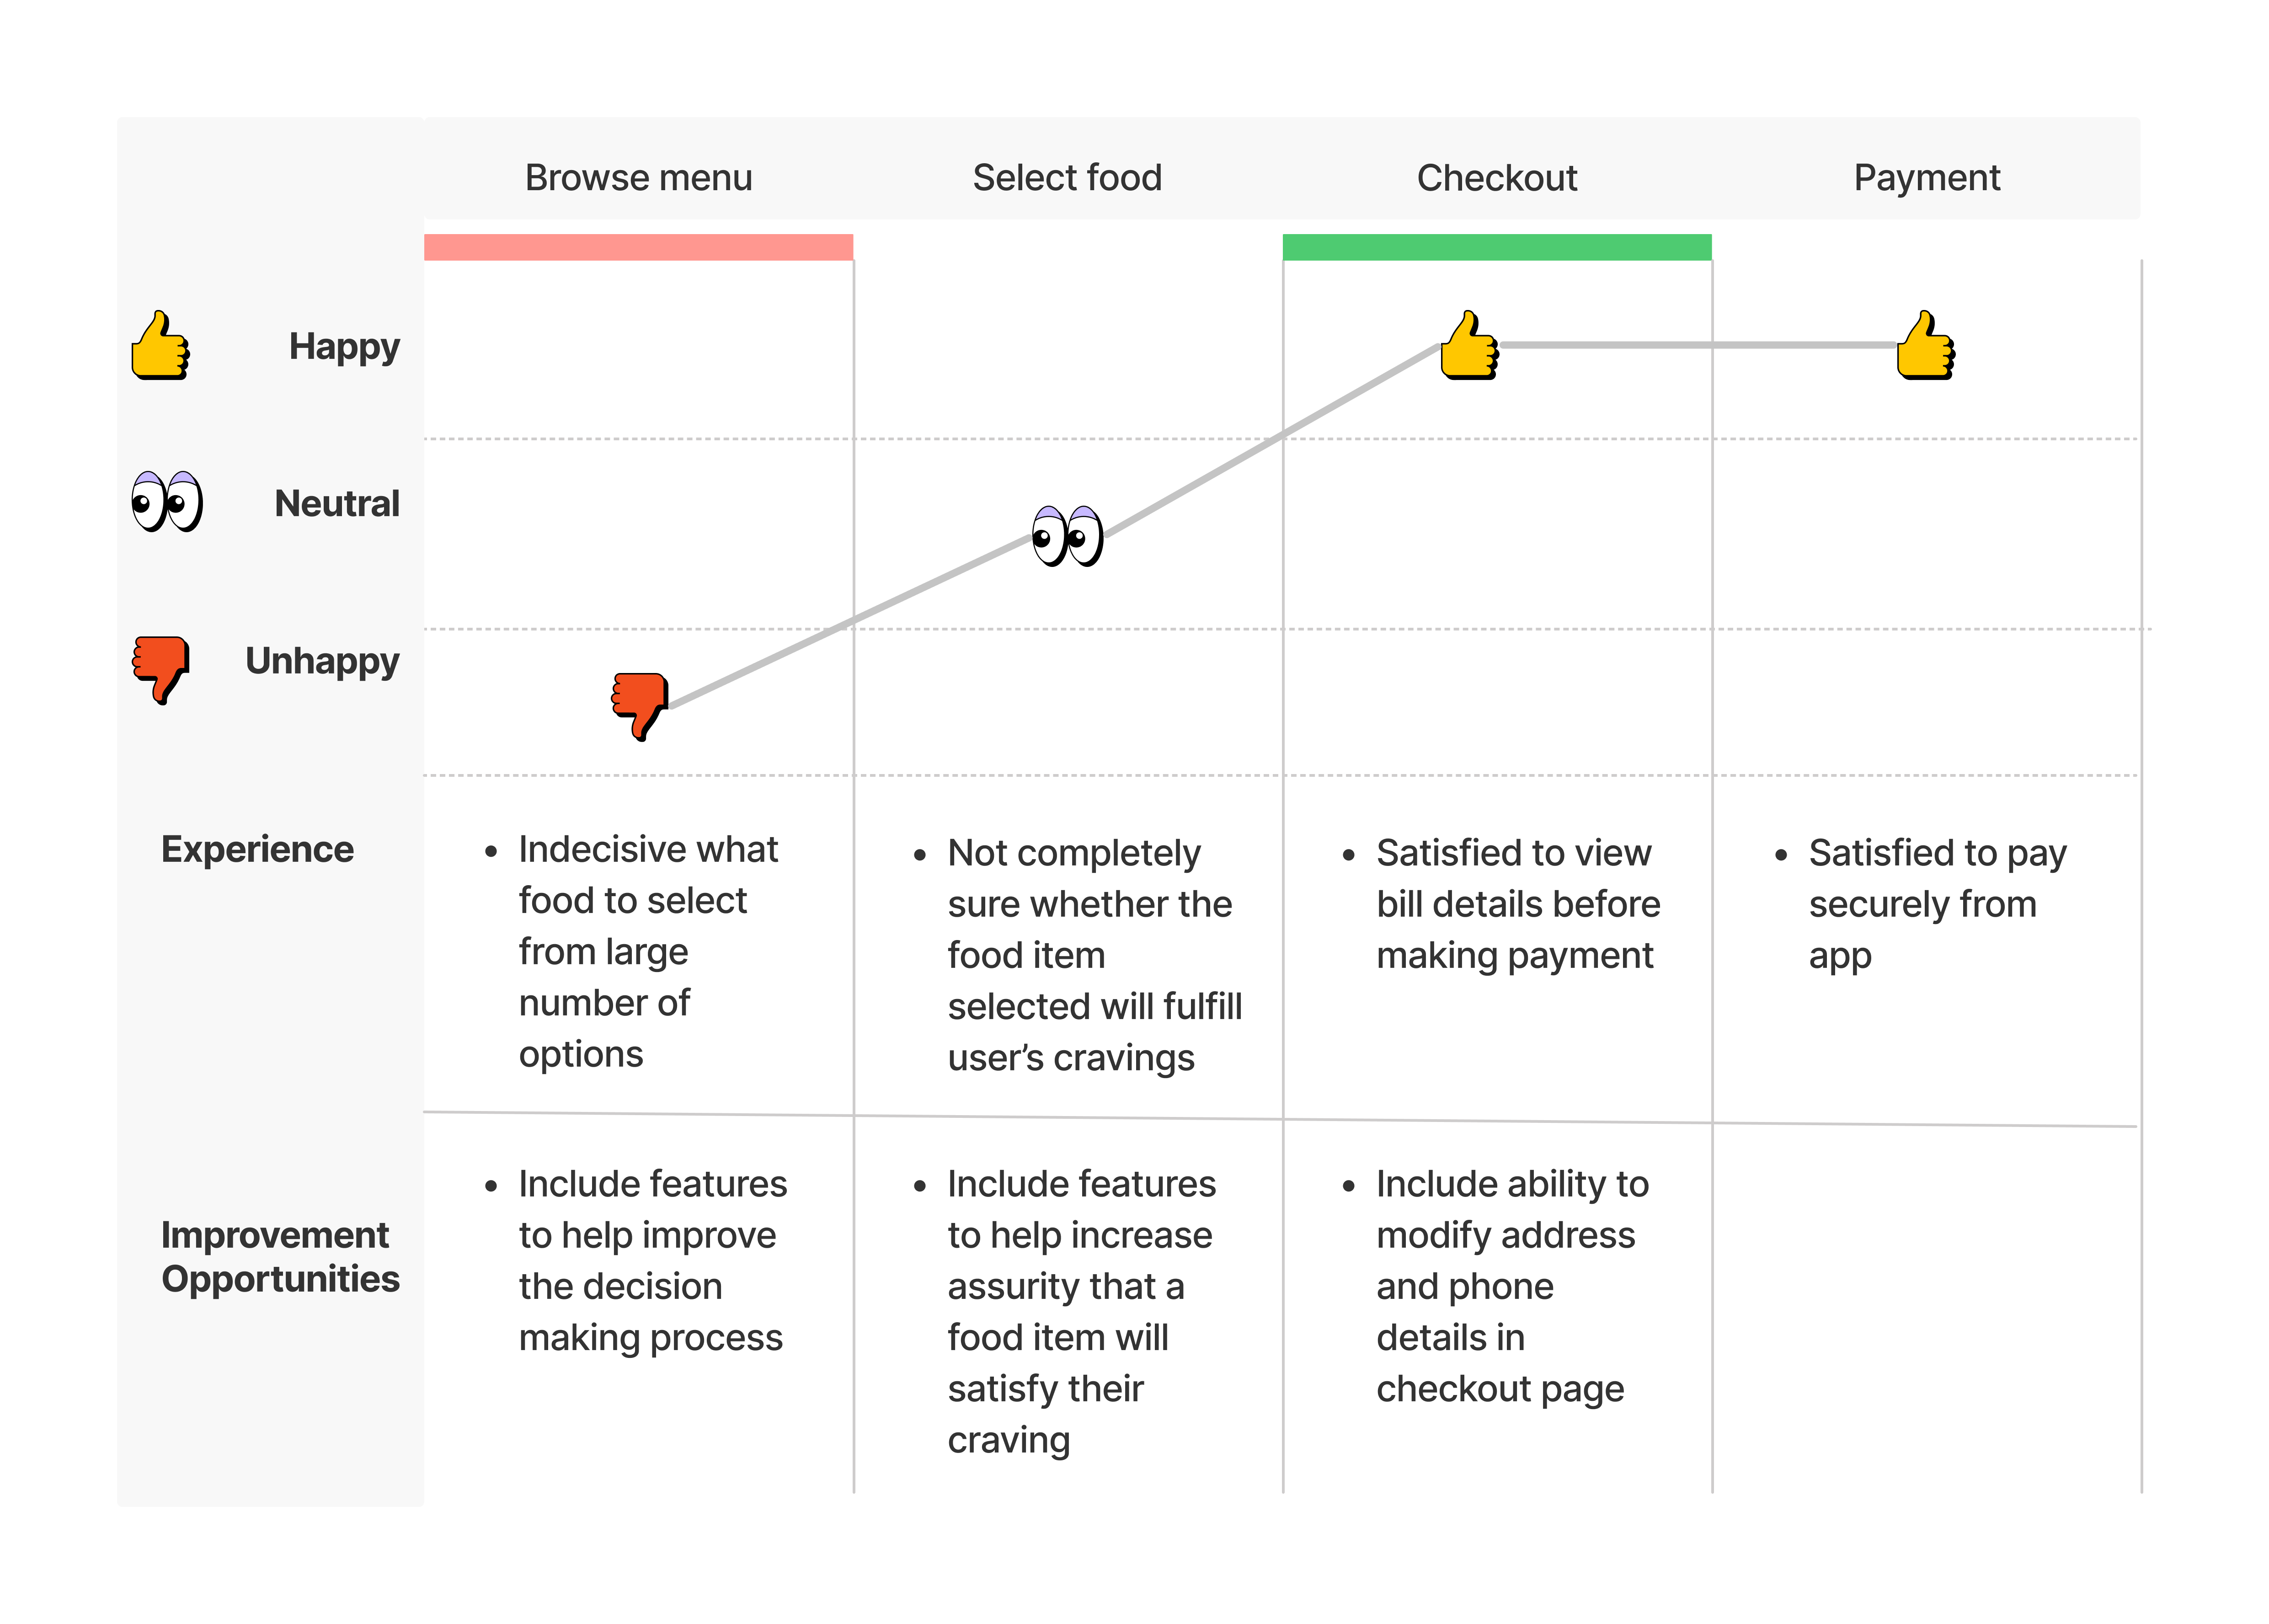 Browse menu
Select food
Checkout
Payment
Happy
Neutral
Unhappy
Experience
• Indecisive what
food to select
from large
number of
options
• Not completely
sure whether the
food item
selected will fulfill
user’s cravings
• Satisfied to view
bill details before
making payment
• Satisfied to pay
securely from
app
Improvement
Opportunities
• Include features
to help improve
the decision
making process
• Include features
to help increase
assurity that a
food item will
satisfy their
craving
• Include ability to
modify address
and phone
details in
checkout page